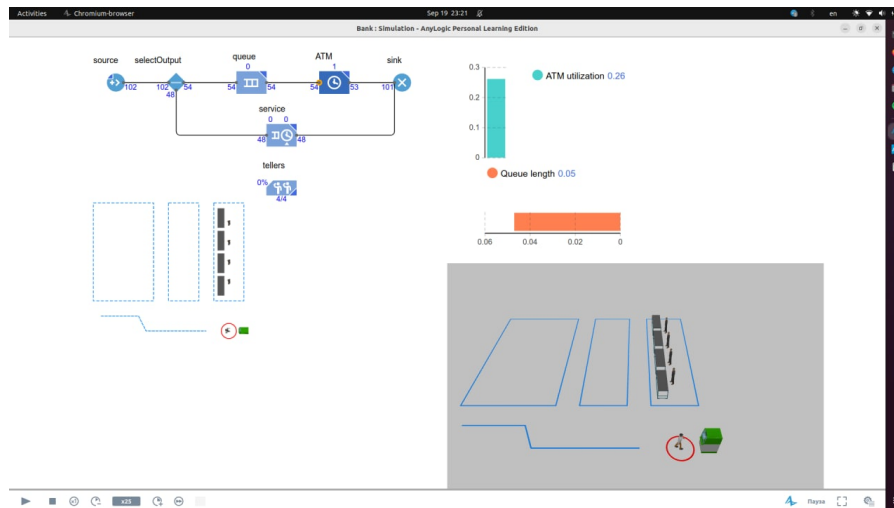 Activities Chromium-browser Sep 19 23:21 en
Bank : Simulation - AnyLogic Personal Learning Edition
source selectOutput queue ATM sink
0 1
102 102 54 54 54 54 53 101
48
service
0 0
48 48
tellers
0%
4/4
0.3
0.2
0.1
0
ATM utilization 0.26
Queue length 0.05
0.06 0.04 0.02 0
x1 x25 Пауза